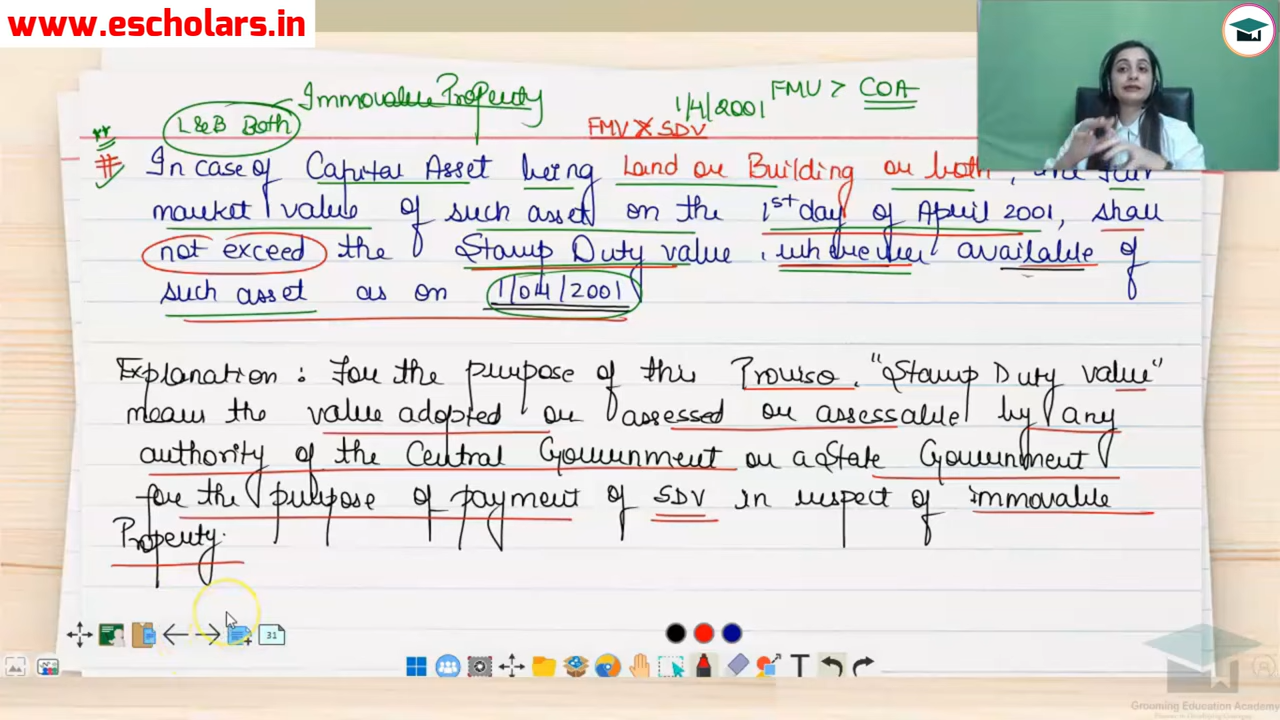 www.escholars.in
Immovable Property
L&B Both
1/4/2001 FMV > COA
FMV X SDV
** # In case of Capital Asset being Land or Building or both, the fair
market value of such asset on the 1st day of April 2001, shall
not exceed the Stamp Duty value, wherever available of
such asset as on 1/04/2001
Explanation : For the purpose of this Proviso, "Stamp Duty value"
means the value adopted or assessed or assessable by any
authority of the Central Government or a State Government
for the purpose of payment of SDV in respect of immovable
Property.
31
T
Grooming Education Academy